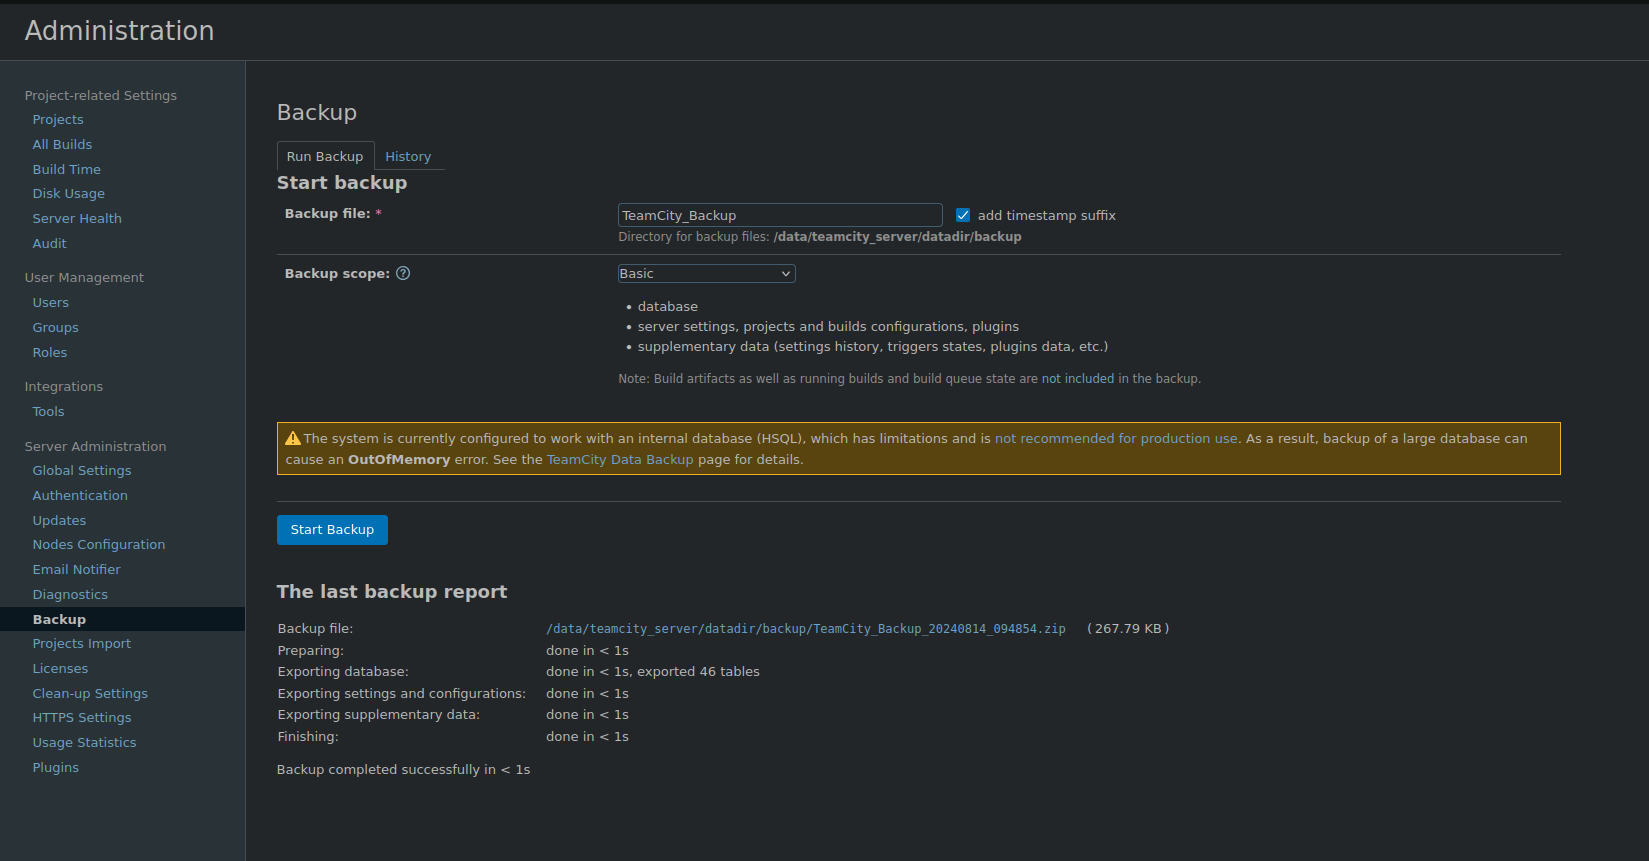 Administration
Project-related Settings
Projects
All Builds
Build Time
Disk Usage
Server Health
Audit
User Management
Users
Groups
Roles
Integrations
Tools
Server Administration
Global Settings
Authentication
Updates
Nodes Configuration
Email Notifier
Diagnostics
Backup
Projects Import
Licenses
Clean-up Settings
HTTPS Settings
Usage Statistics
Plugins
Backup
Run Backup History
Start backup
Backup file: * TeamCity_Backup add timestamp suffix
Directory for backup files: /data/teamcity_server/datadir/backup
Backup scope: ? Basic
• database
• server settings, projects and builds configurations, plugins
• supplementary data (settings history, triggers states, plugins data, etc.)
Note: Build artifacts as well as running builds and build queue state are not included in the backup.
The system is currently configured to work with an internal database (HSQL), which has limitations and is not recommended for production use. As a result, backup of a large database can
cause an OutOfMemory error. See the TeamCity Data Backup page for details.
Start Backup
The last backup report
Backup file: /data/teamcity_server/datadir/backup/TeamCity_Backup_20240814_094854.zip (267.79 KB)
Preparing: done in < 1s
Exporting database: done in < 1s, exported 46 tables
Exporting settings and configurations: done in < 1s
Exporting supplementary data: done in < 1s
Finishing: done in < 1s
Backup completed successfully in < 1s